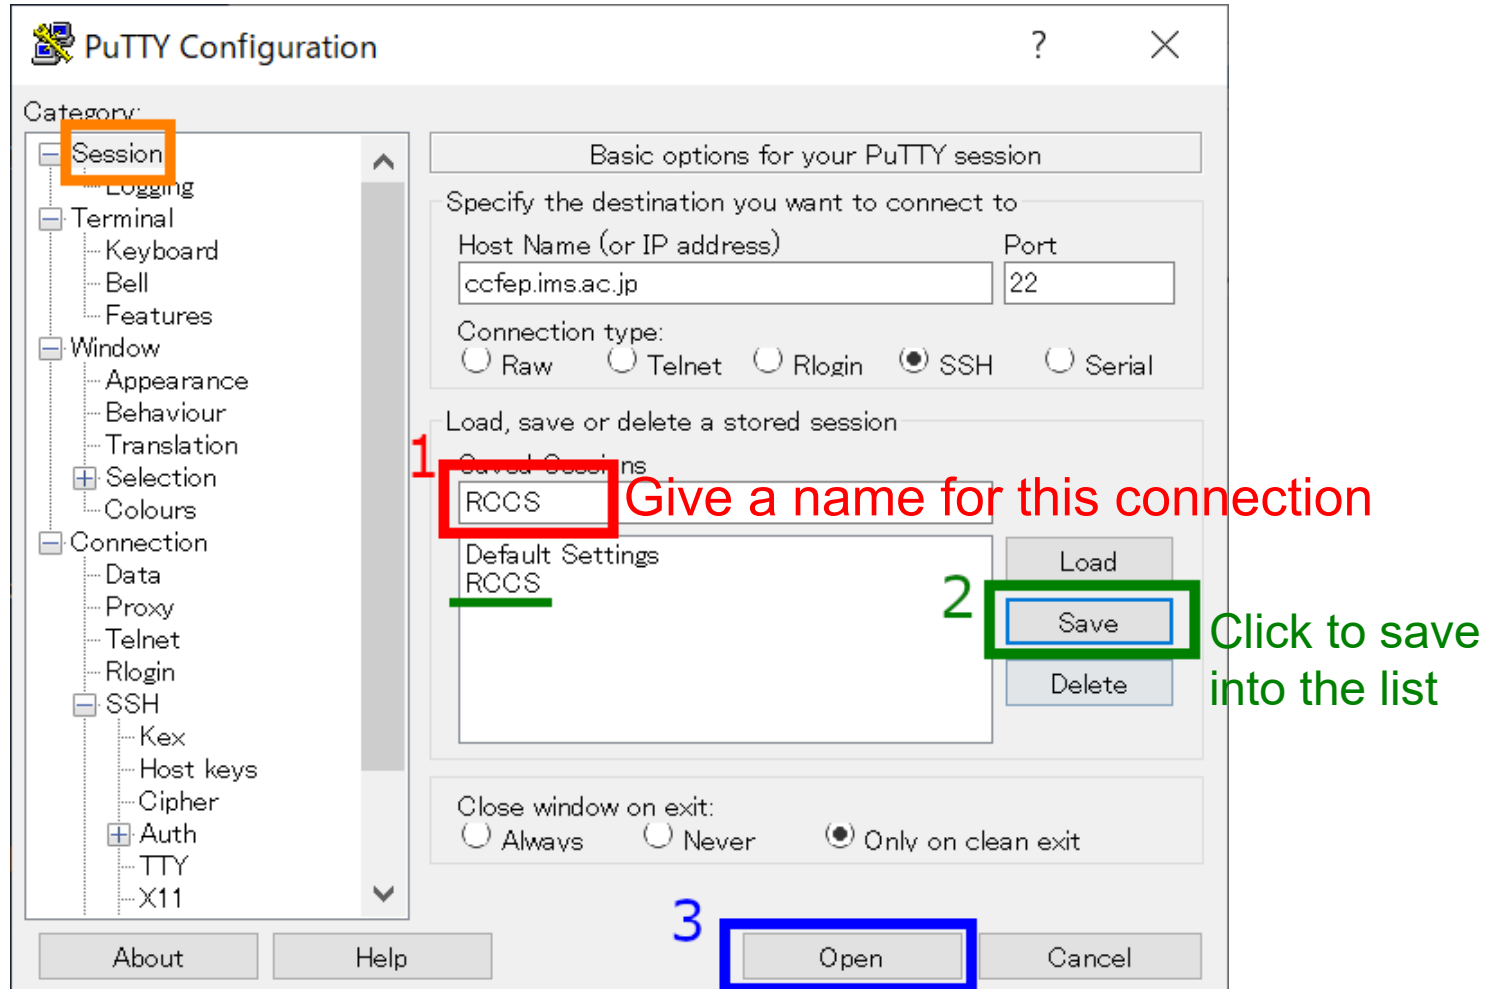 PuTTY Configuration
Category:
Session
Logging
Terminal
Keyboard
Bell
Features
Window
Appearance
Behaviour
Translation
Selection
Colours
Connection
Data
Proxy
Telnet
Rlogin
SSH
Kex
Host keys
Cipher
Auth
TTY
X11
Basic options for your PuTTY session
Specify the destination you want to connect to
Host Name (or IP address)
Port
ccfep.ims.ac.jp
22
Connection type:
Raw Telnet Rlogin SSH Serial
Load, save or delete a stored session
1
Saved Sessions
RCCS
Give a name for this connection
Default Settings
RCCS
Load
2
Save
Click to save
into the list
Delete
Close window on exit:
Always Never Only on clean exit
3
About Help Open Cancel